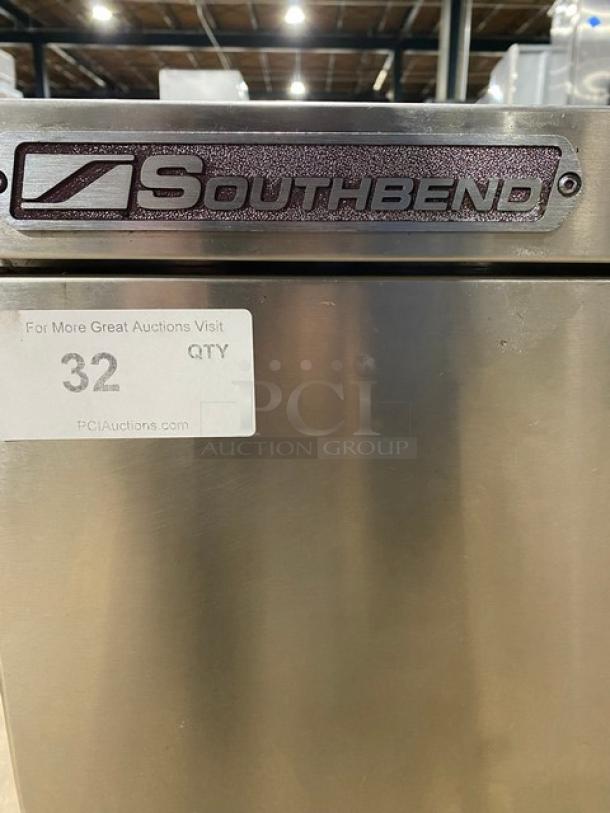 SOUTHBEND
For More Great Auctions Visit
32
QTY
PCIAuctions.com
PCI
AUCTION GROUP